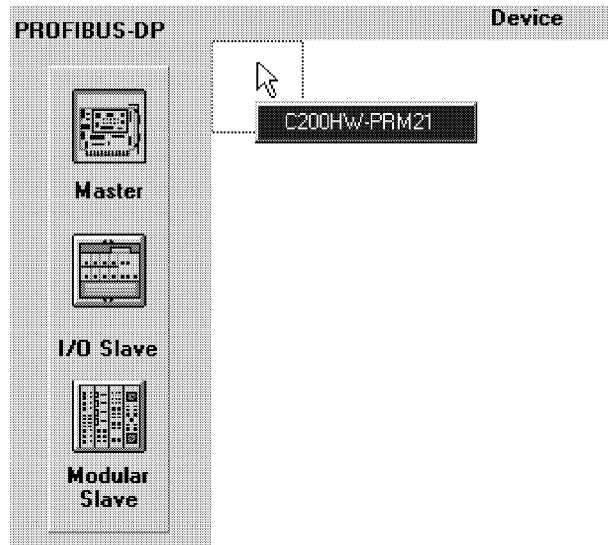 PROFIBUS-DP
Device
C200HW-PRM21
Master
I/O Slave
Modular
Slave